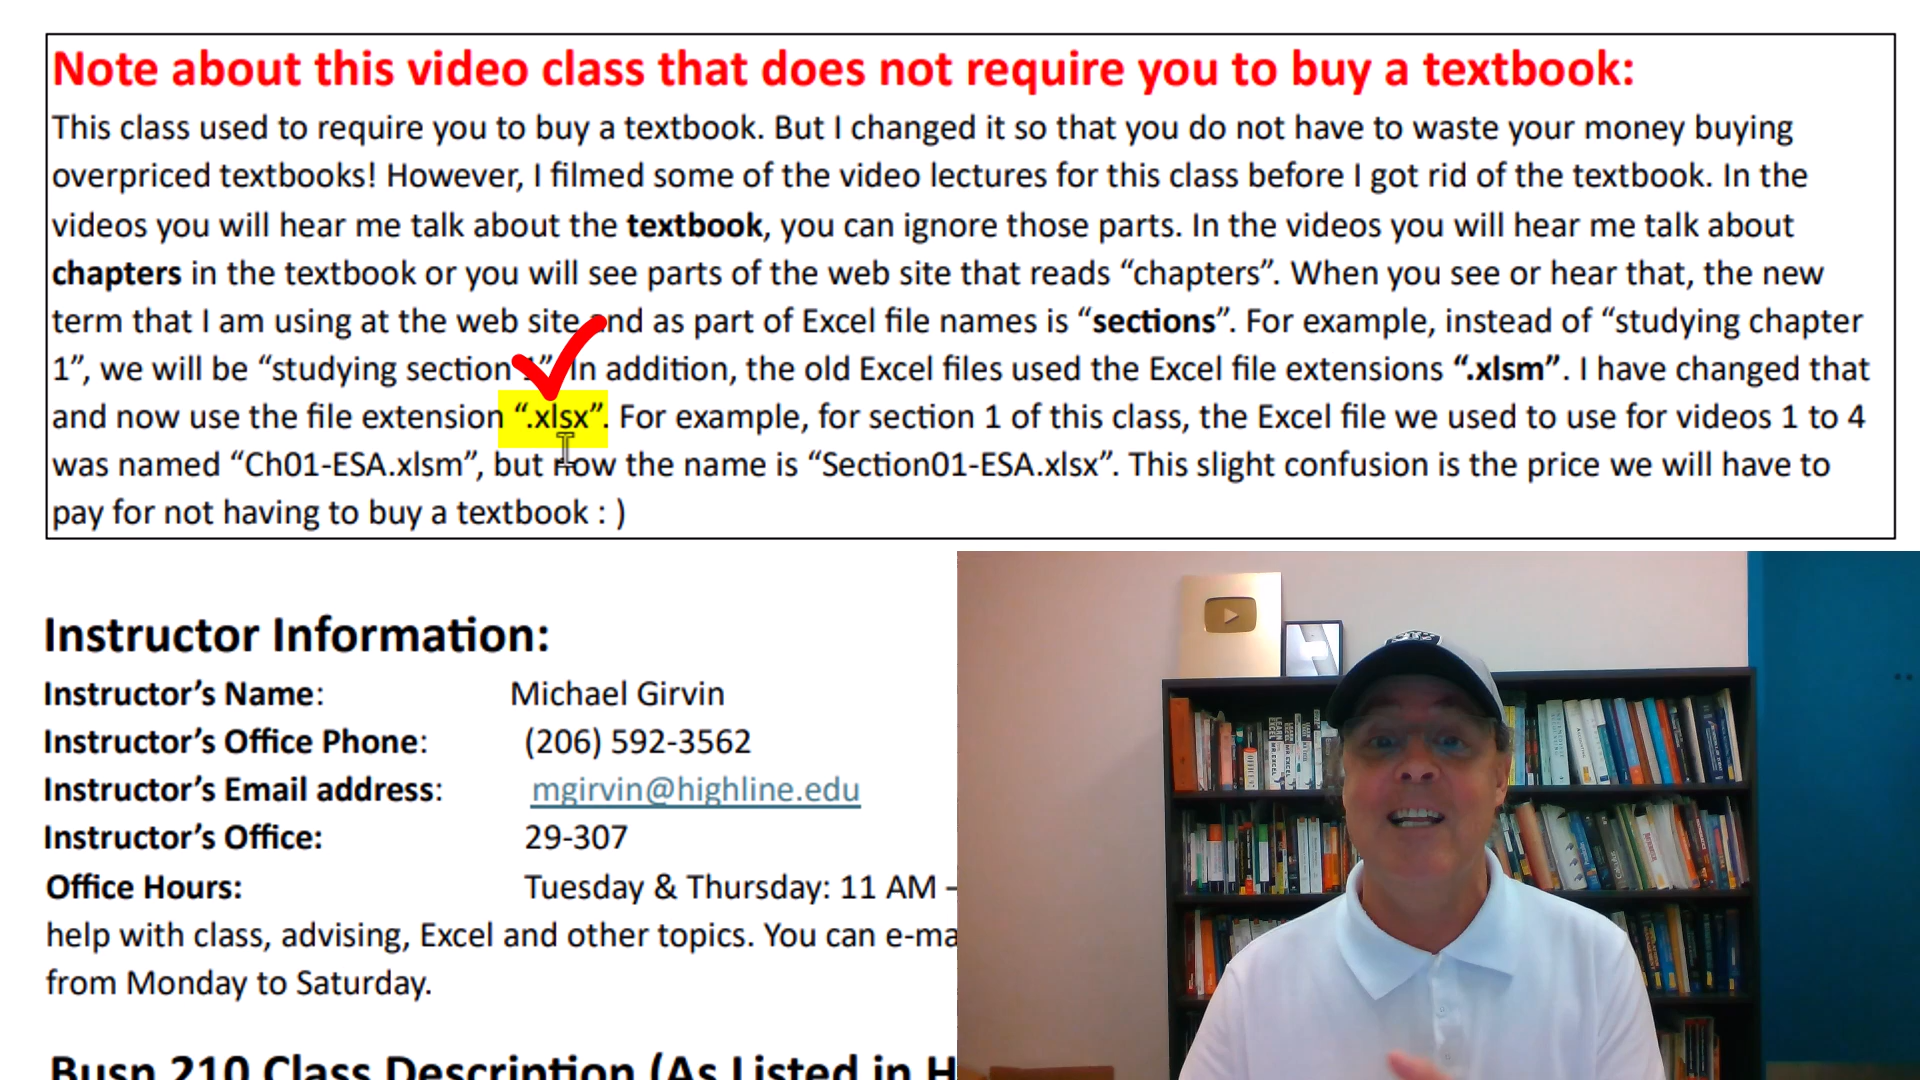 Note about this video class that does not require you to buy a textbook:
This class used to require you to buy a textbook. But I changed it so that you do not have to waste your money buying
overpriced textbooks! However, I filmed some of the video lectures for this class before I got rid of the textbook. In the
videos you will hear me talk about the textbook, you can ignore those parts. In the videos you will hear me talk about
chapters in the textbook or you will see parts of the web site that reads “chapters”. When you see or hear that, the new
term that I am using at the web site and as part of Excel file names is “sections”. For example, instead of “studying chapter
1”, we will be “studying section 1”. In addition, the old Excel files used the Excel file extensions “.xlsm”. I have changed that
and now use the file extension “.xlsx”. For example, for section 1 of this class, the Excel file we used to use for videos 1 to 4
was named “Ch01-ESA.xlsm”, but now the name is “Section01-ESA.xlsx”. This slight confusion is the price we will have to
pay for not having to buy a textbook : )
Instructor Information:
Instructor’s Name: Michael Girvin
Instructor’s Office Phone: (206) 592-3562
Instructor’s Email address: mgirvin@highline.edu
Instructor’s Office: 29-307
Office Hours: Tuesday & Thursday: 11 AM –
help with class, advising, Excel and other topics. You can e-ma
from Monday to Saturday.
Busn 210 Class Description (As Listed in H